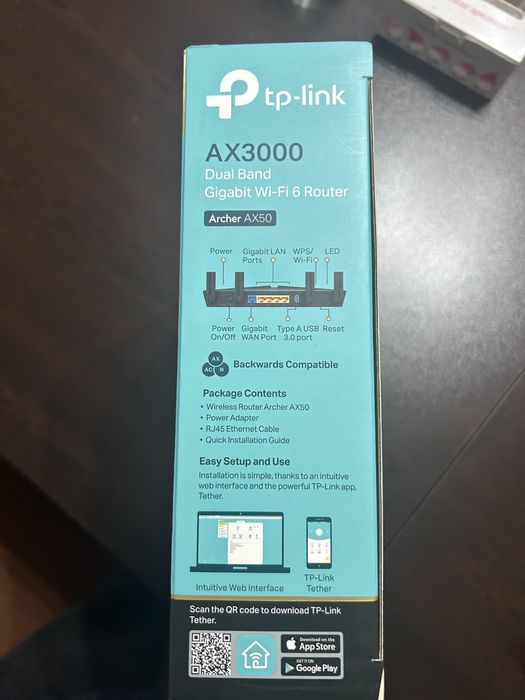 tp-link
AX3000
Dual Band
Gigabit Wi-Fi 6 Router
Archer AX50
Power Gigabit LAN Ports WPS/Wi-Fi LED
Power On/Off Gigabit WAN Port Type A USB 3.0 port Reset
AX
AC N
Backwards Compatible
Package Contents
• Wireless Router Archer AX50
• Power Adapter
• RJ45 Ethernet Cable
• Quick Installation Guide
Easy Setup and Use
Installation is simple, thanks to an intuitive
web interface and the powerful TP-Link app,
Tether.
Intuitive Web Interface
TP-Link
Tether
Scan the QR code to download TP-Link
Tether.
Download on the
App Store
GET IT ON
Google Play